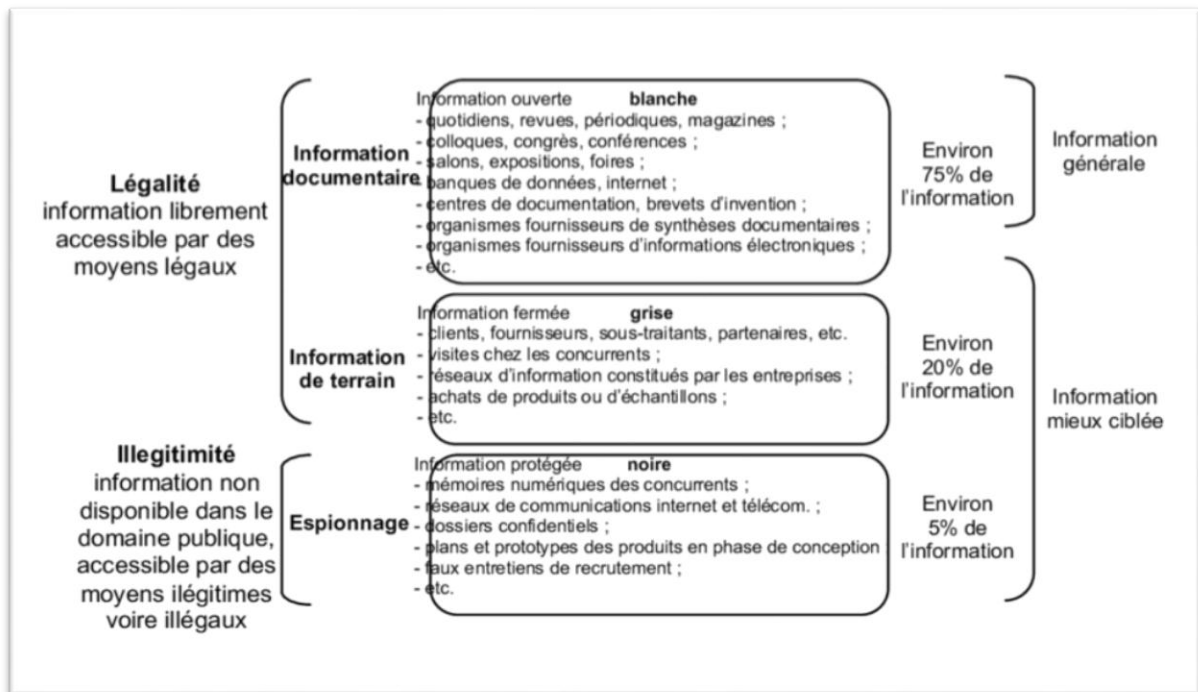 Légalité
information librement
accessible par des
moyens légaux
Information
documentaire
Information ouverte blanche
- quotidiens, revues, périodiques, magazines ;
- colloques, congrès, conférences ;
- salons, expositions, foires ;
- banques de données, internet ;
- centres de documentation, brevets d'invention ;
- organismes fournisseurs de synthèses documentaires ;
- organismes fournisseurs d'informations électroniques ;
- etc.
Environ
75% de
l'information
Information
générale
Information
de terrain
Information fermée grise
- clients, fournisseurs, sous-traitants, partenaires, etc.
- visites chez les concurrents ;
- réseaux d'information constitués par les entreprises ;
- achats de produits ou d'échantillons ;
- etc.
Environ
20% de
l'information
Information
mieux ciblée
Illegitimité
information non
disponible dans le
domaine publique,
accessible par des
moyens ilégitimes
voire illégaux
Espionnage
Information protégée noire
- mémoires numériques des concurrents ;
- réseaux de communications internet et télécom. ;
- dossiers confidentiels ;
- plans et prototypes des produits en phase de conception ;
- faux entretiens de recrutement ;
- etc.
Environ
5% de
l'information